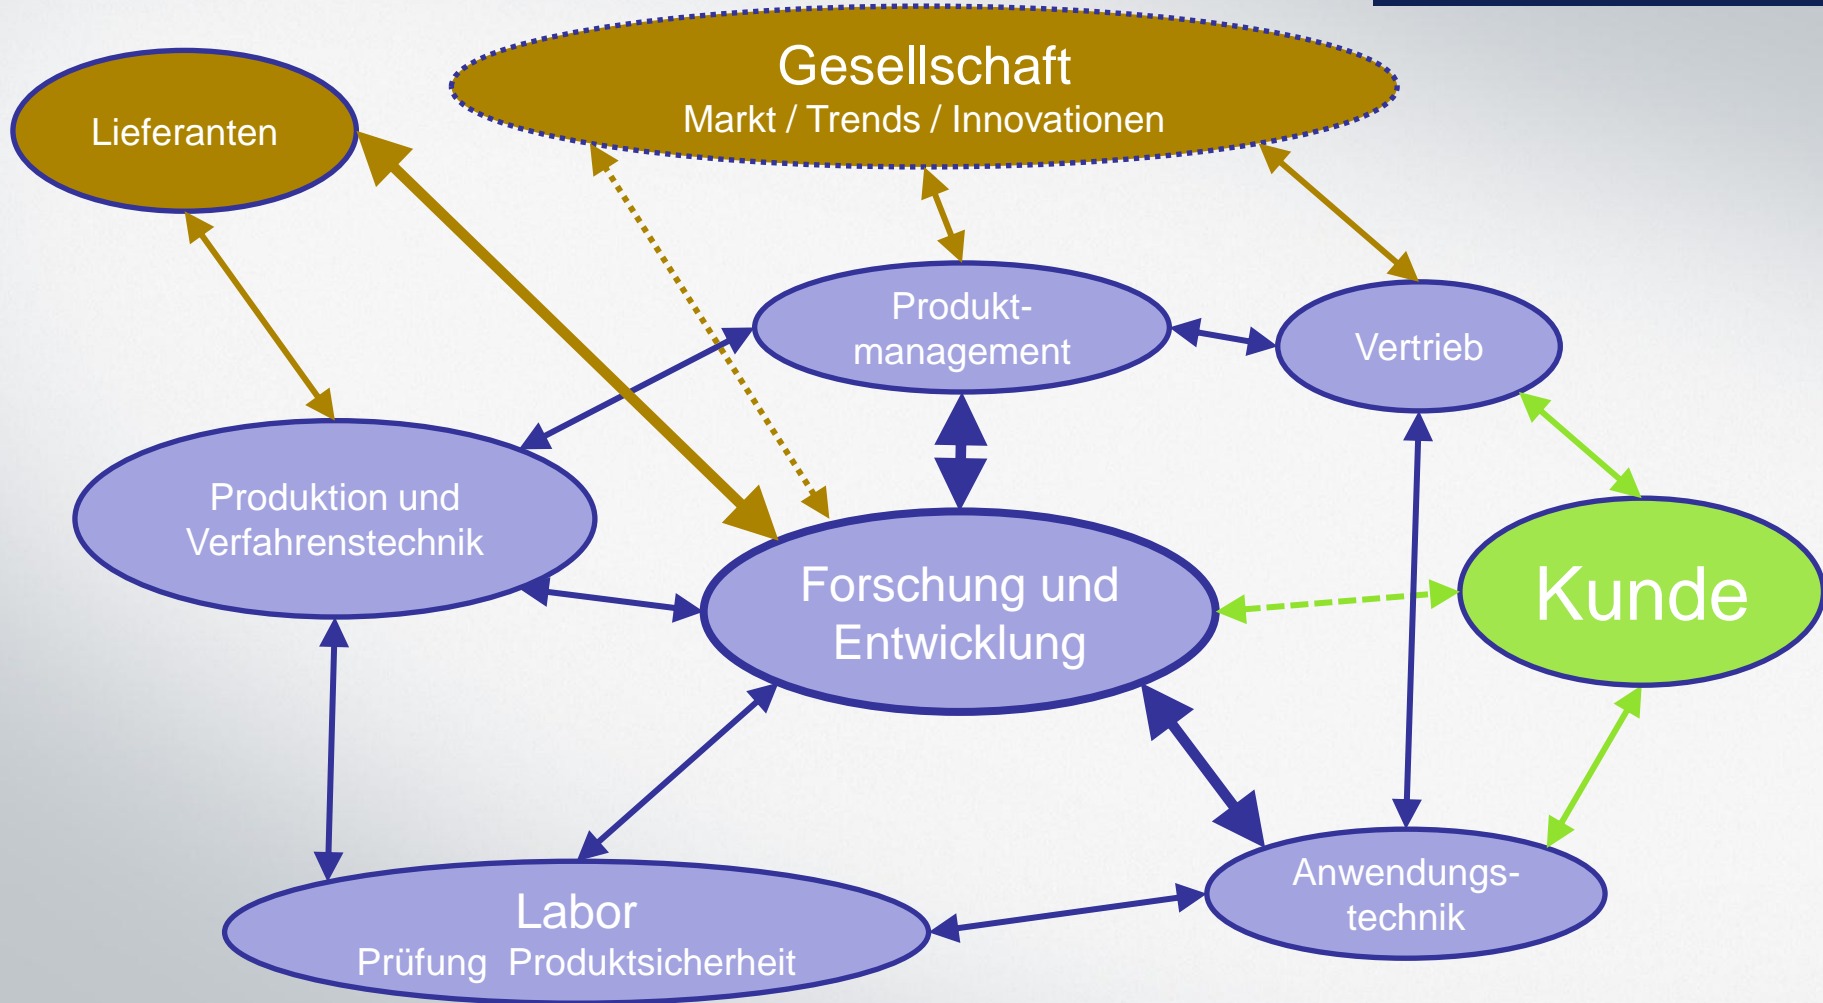 Gesellschaft
Markt / Trends / Innovationen
Lieferanten
Produkt-
management
Vertrieb
Produktion und
Verfahrenstechnik
Forschung und
Entwicklung
Kunde
Labor
Prüfung  Produktsicherheit
Anwendungs-
technik